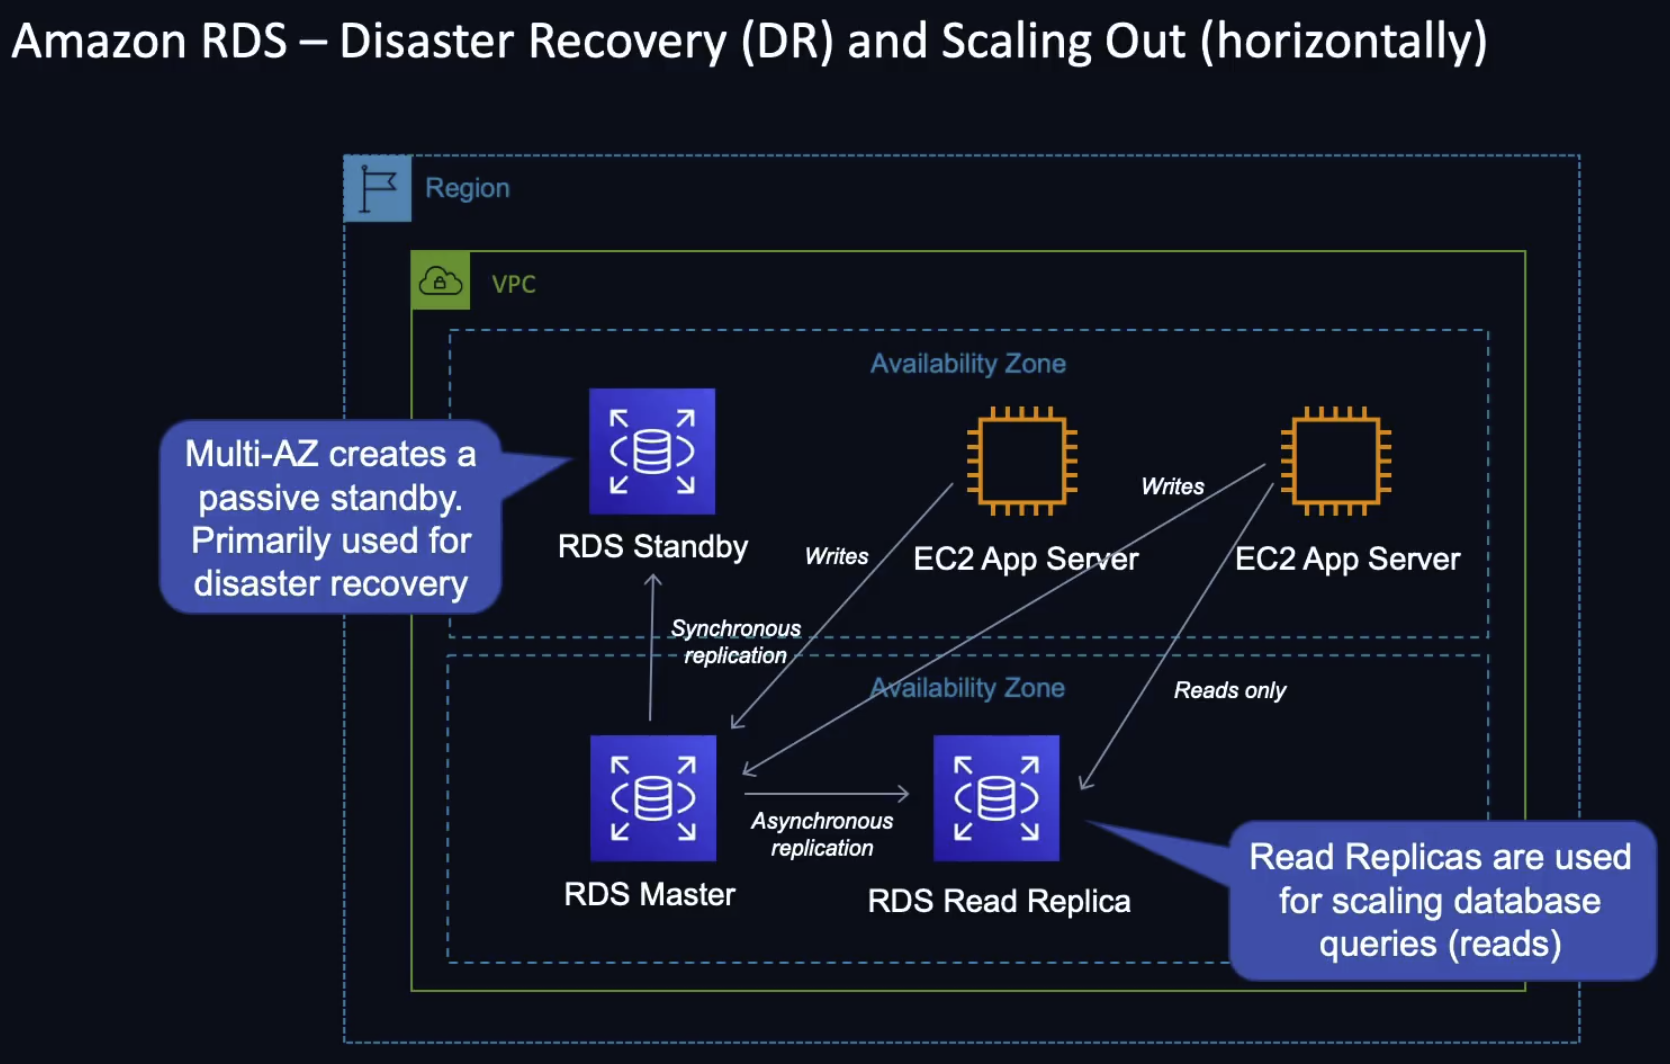 Amazon RDS – Disaster Recovery (DR) and Scaling Out (horizontally)
Region
VPC
Availability Zone
Multi-AZ creates a
passive standby.
Primarily used for
disaster recovery
RDS Standby
Writes
EC2 App Server
Writes
EC2 App Server
Synchronous
replication
Availability Zone
Reads only
Asynchronous
replication
RDS Master
RDS Read Replica
Read Replicas are used
for scaling database
queries (reads)